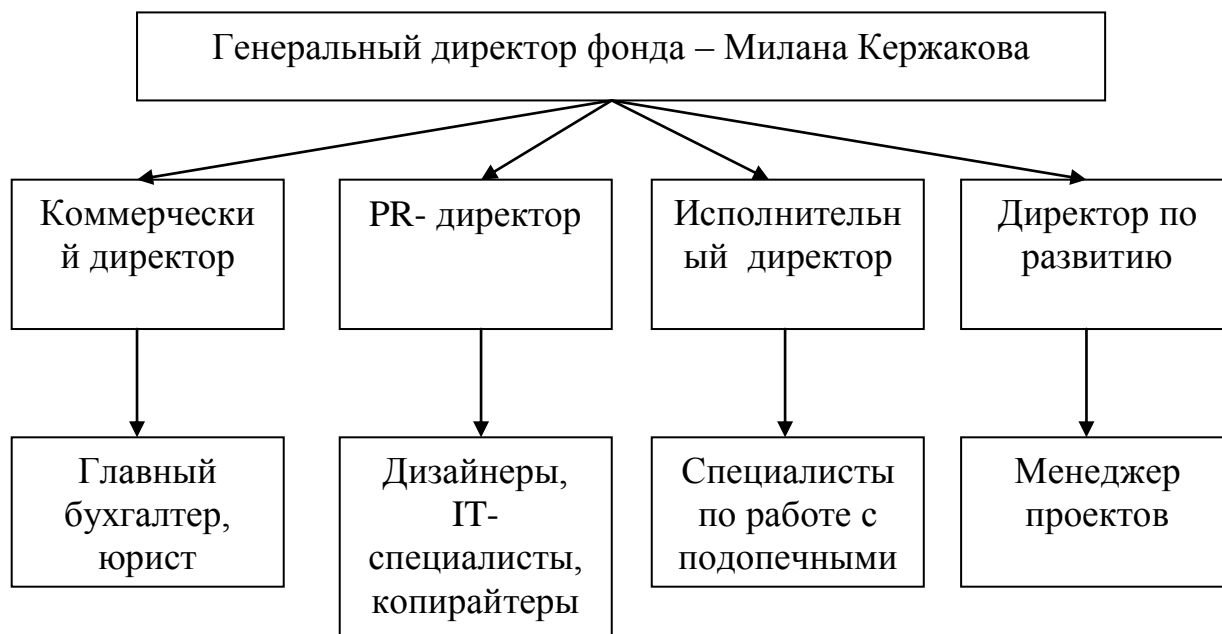 Генеральный директор фонда – Милана Кержакова
Коммерчески
й директор
PR- директор
Исполнительн
ый  директор
Директор по
развитию
Главный
бухгалтер,
юрист
Дизайнеры,
IT-
специалисты,
копирайтеры
Специалисты
по работе с
подопечными
Менеджер
проектов